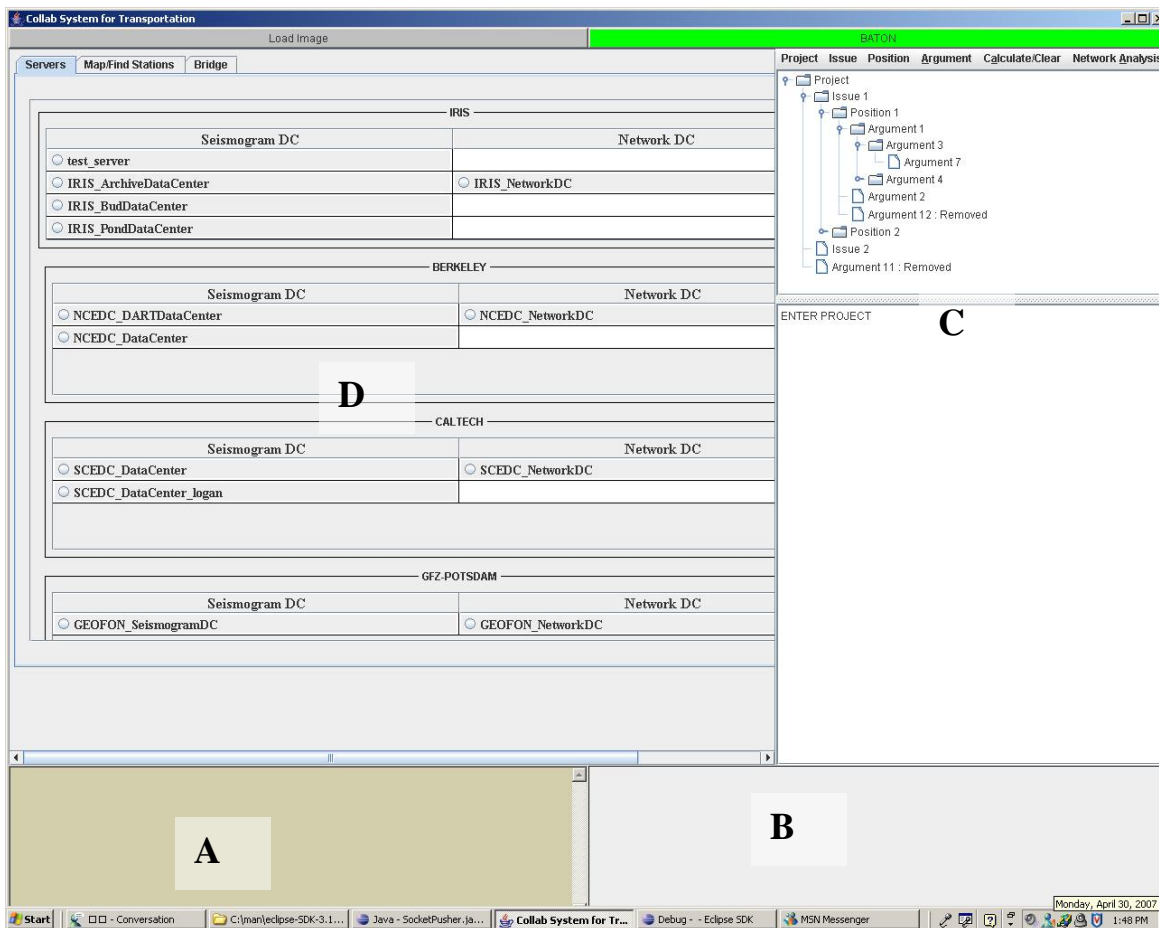 Collab System for Transportation
Load Image BATON
Servers Map/Find Stations Bridge
Project Issue Position Argument Calculate/Clear Network Analysis
IRIS
Seismogram DC Network DC
test_server
IRIS_ArchiveDataCenter IRIS_NetworkDC
IRIS_BudDataCenter
IRIS_PondDataCenter
BERKELEY
Seismogram DC Network DC
NCEDC_DARTDataCenter NCEDC_NetworkDC
NCEDC_DataCenter
D
CALTECH
Seismogram DC Network DC
SCEDC_DataCenter SCEDC_NetworkDC
SCEDC_DataCenter_logan
GFZ-POTSDAM
Seismogram DC Network DC
GEOFON_SeismogramDC GEOFON_NetworkDC
Project
Issue 1
Position 1
Argument 1
Argument 3
Argument 7
Argument 4
Argument 2
Argument 12 : Removed
Position 2
Issue 2
Argument 11 : Removed
ENTER PROJECT
C
A
B
Start □□ - Conversation C:\man\eclipse-SDK-3.1... Java - SocketPusher.ja... Collab System for Tr... Debug - - Eclipse SDK MSN Messenger 1:48 PM
Monday, April 30, 2007